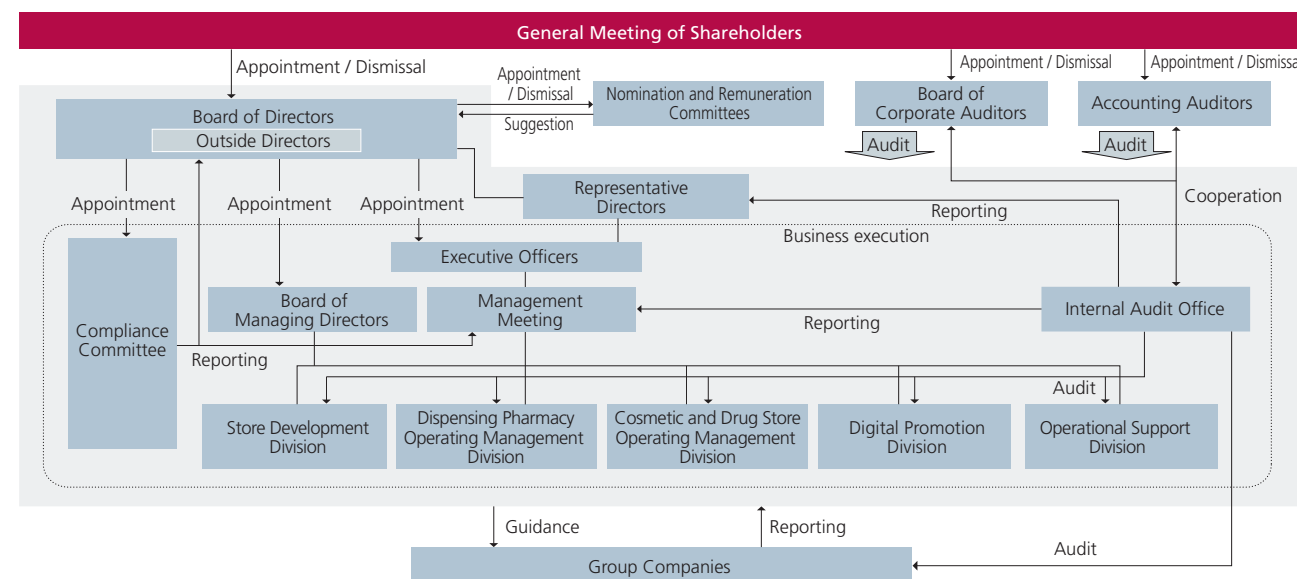 General Meeting of Shareholders
Appointment / Dismissal
Appointment
/ Dismissal
Suggestion
Appointment / Dismissal
Appointment / Dismissa
Board of Directors
Outside Directors
Nomination and Remuneration
Committees
Board of
Corporate Auditors
Accounting Auditors
Audit
Audit
Appointment
Appointment
Appointment
Representative
Directors
Reporting
Cooperation
Business execution
Executive Officers
Compliance
Committee
Board of
Managing Directors
Management
Meeting
Internal Audit Office
Reporting
Reporting
Audit
Store Development
Division
Dispensing Pharmacy
Operating Management
Division
Cosmetic and Drug Store
Operating Management
Division
Digital Promotion
Division
Operational Support
Division
Guidance
Reporting
Audit
Group Companies